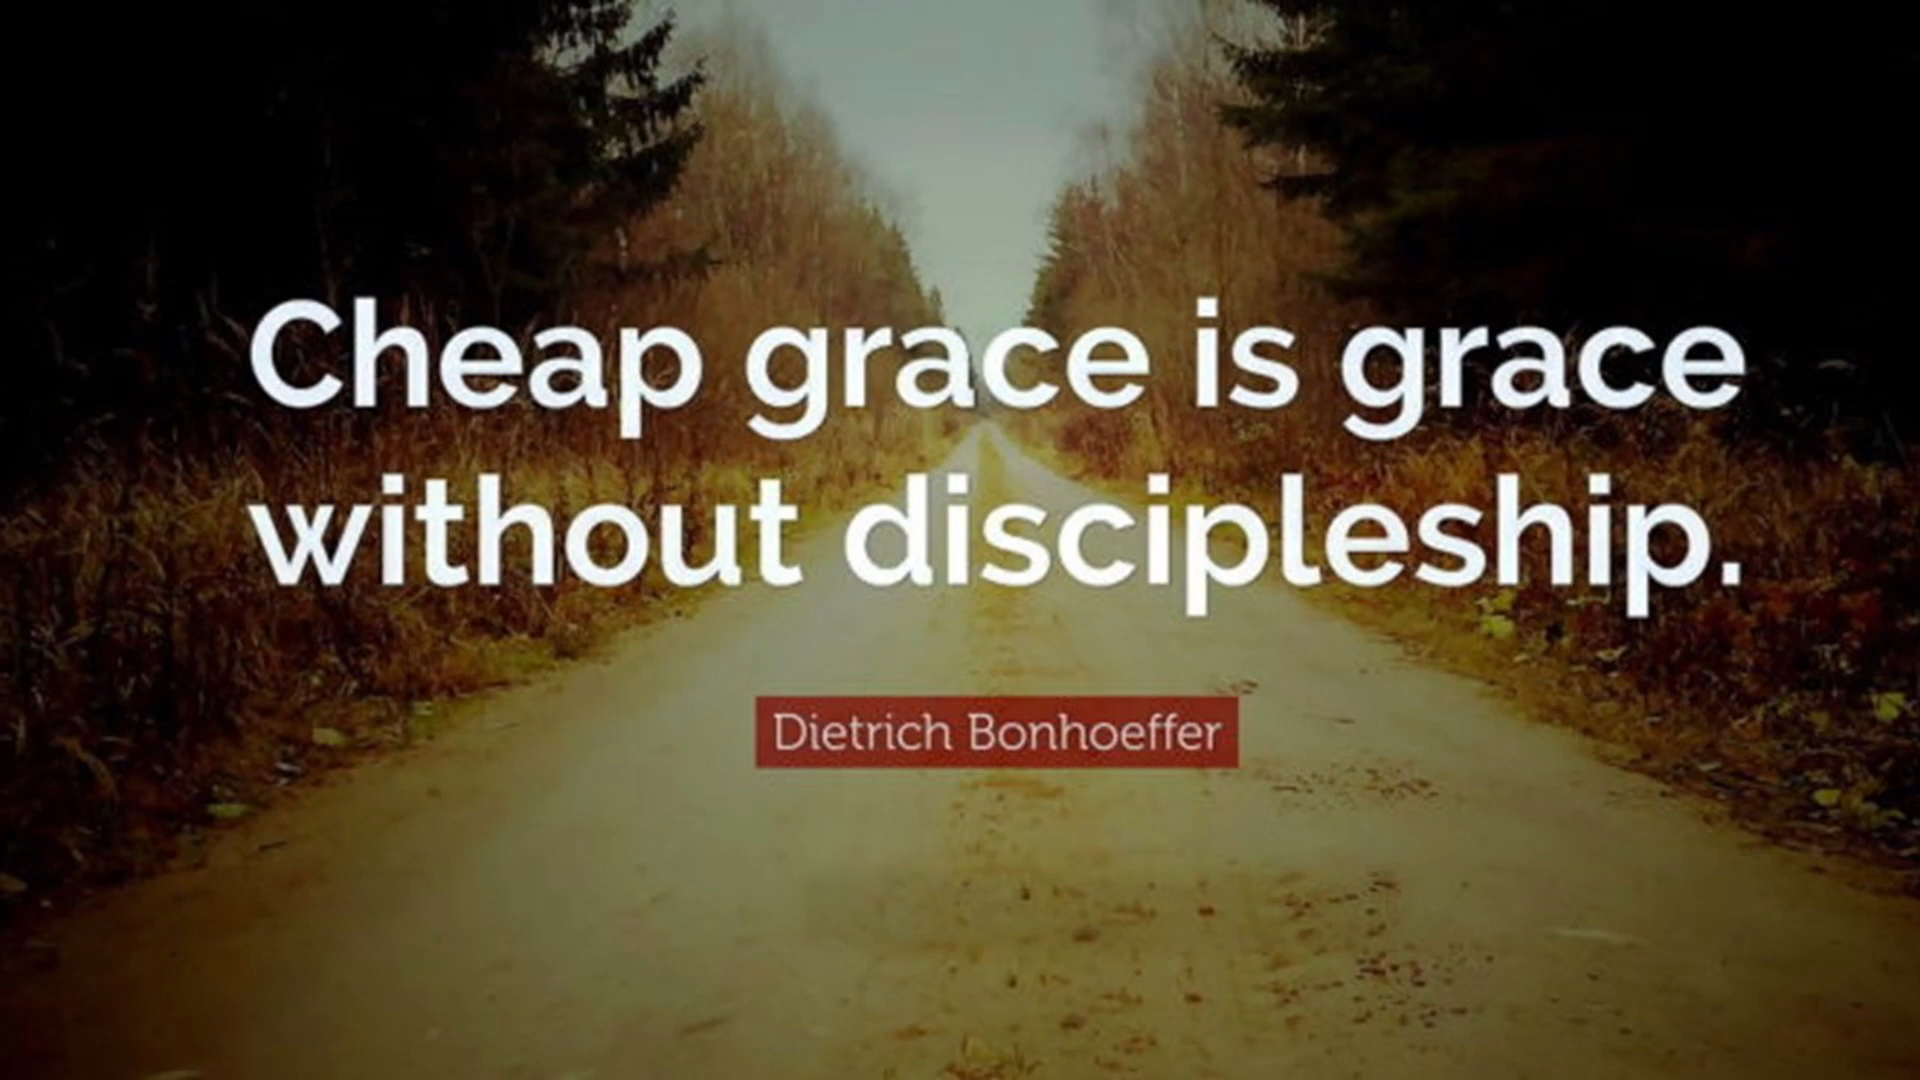 Cheap grace is grace
without discipleship.
Dietrich Bonhoeffer